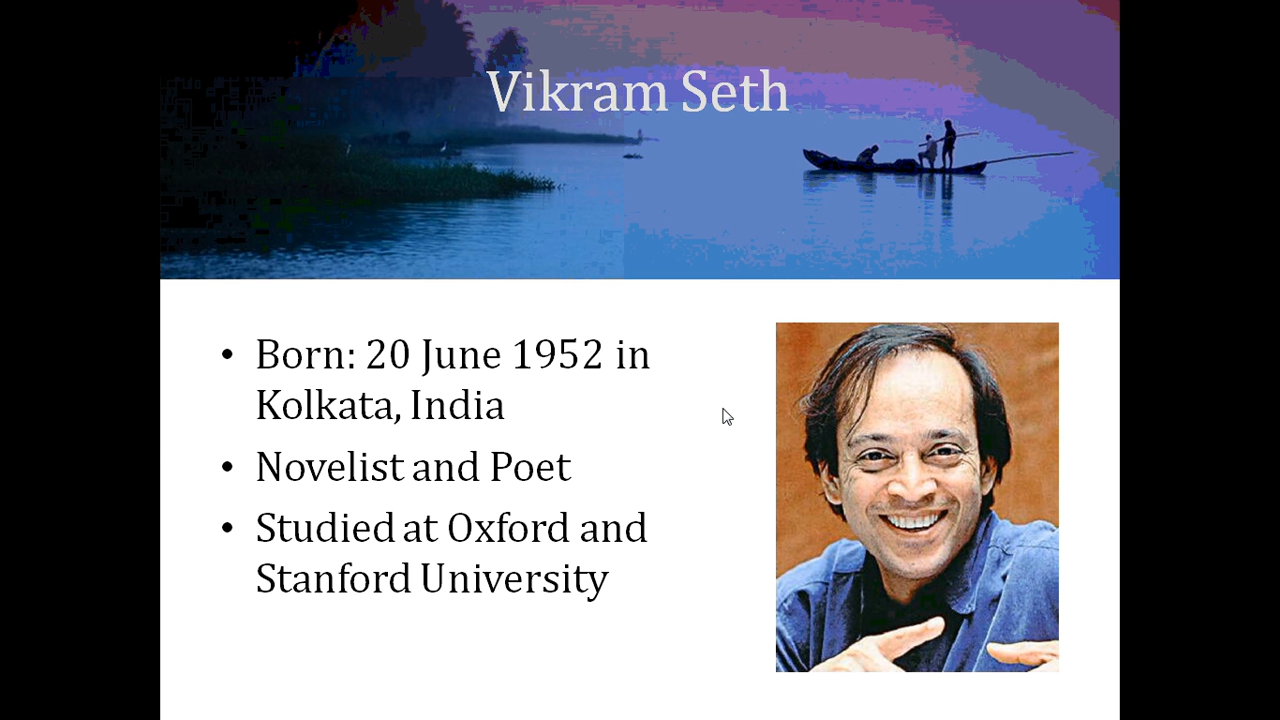 Vikram Seth
• Born: 20 June 1952 in
Kolkata, India
• Novelist and Poet
• Studied at Oxford and
Stanford University